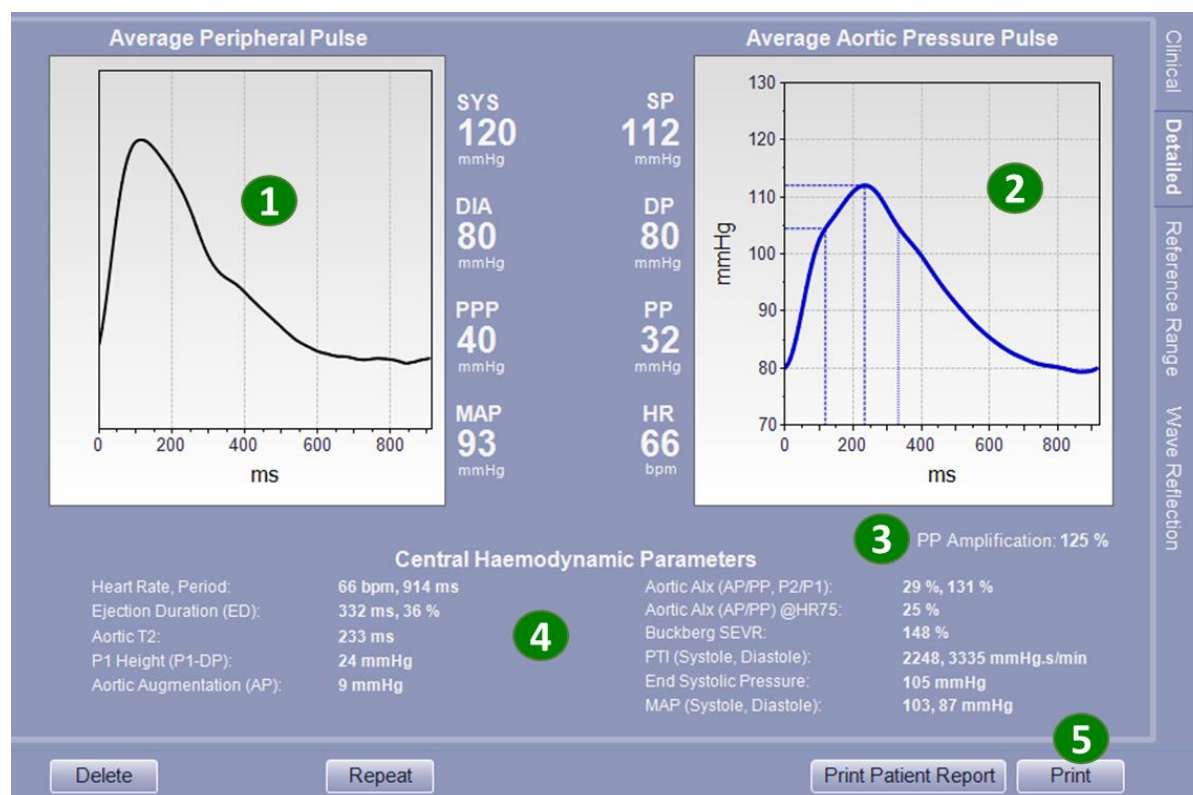 Average Peripheral Pulse
1
0 200 400 600 800
ms
SYS
120
mmHg
DIA
80
mmHg
PPP
40
mmHg
MAP
93
mmHg
SP
112
mmHg
DP
80
mmHg
PP
32
mmHg
HR
66
bpm
Average Aortic Pressure Pulse
130
120
110
100
90
80
70
mmHg
2
0 200 400 600 800
ms
Clinical
Detailed
Reference Range
Wave Reflection
3 PP Amplification: 125 %
Central Haemodynamic Parameters
Heart Rate, Period: 66 bpm, 914 ms
Ejection Duration (ED): 332 ms, 36 %
Aortic T2: 233 ms
P1 Height (P1-DP): 24 mmHg
Aortic Augmentation (AP): 9 mmHg
4
Aortic AIx (AP/PP, P2/P1): 29 %, 131 %
Aortic AIx (AP/PP) @HR75: 25 %
Buckberg SEVR: 148 %
PTI (Systole, Diastole): 2248, 3335 mmHg.s/min
End Systolic Pressure: 105 mmHg
MAP (Systole, Diastole): 103, 87 mmHg
5
Delete Repeat Print Patient Report Print